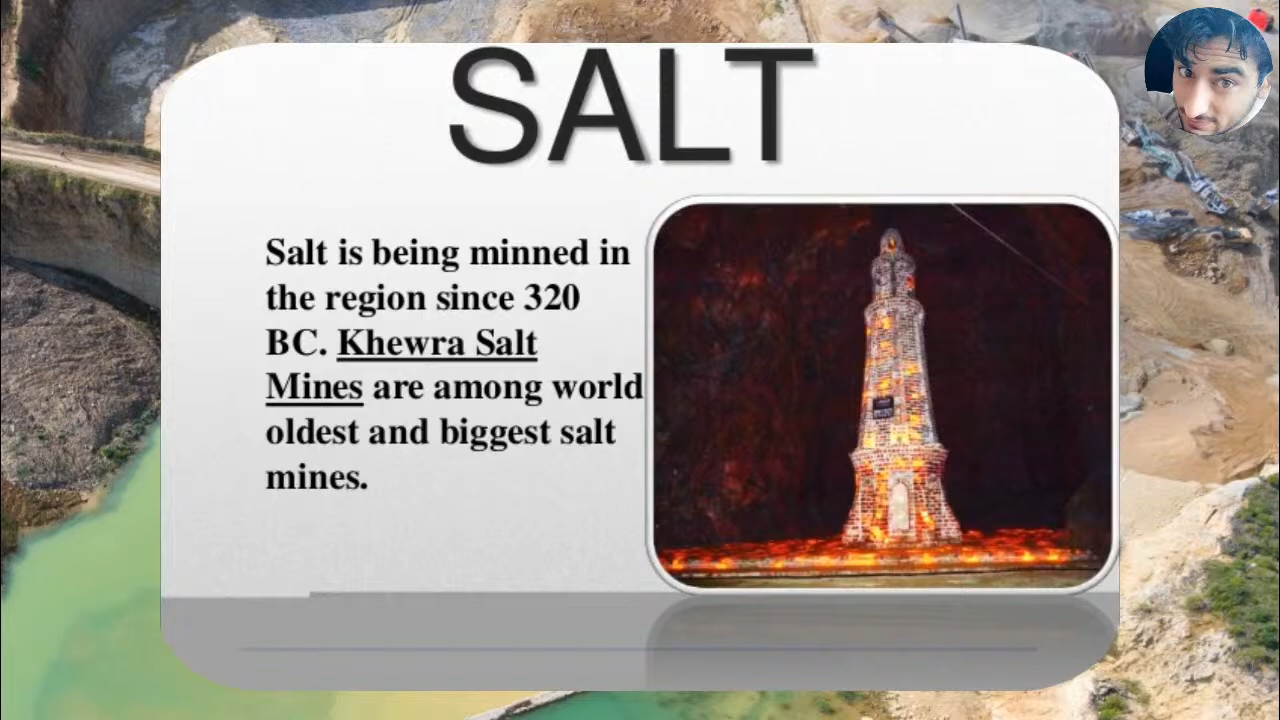 SALT
Salt is being minned in
the region since 320
BC. Khewra Salt
Mines are among world
oldest and biggest salt
mines.